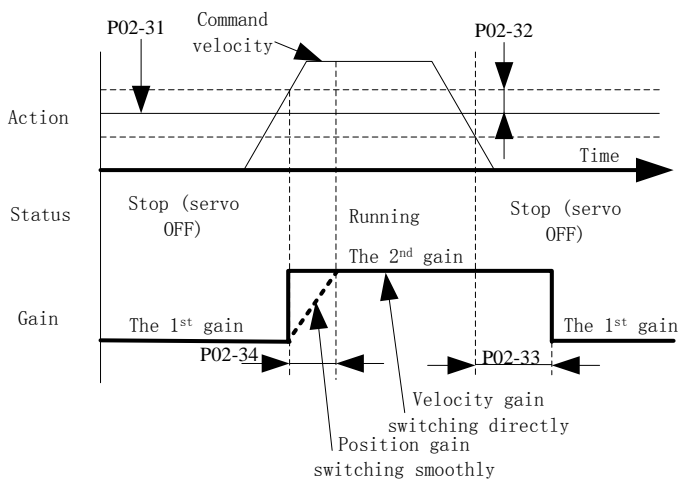 P02-31
Command
velocity
P02-32
Action
Time
Status
Stop (servo
OFF)
Running
Stop (servo
OFF)
The 2nd gain
Gain
The 1st gain
The 1st gain
P02-34
P02-33
Velocity gain
switching directly
Position gain
switching smoothly